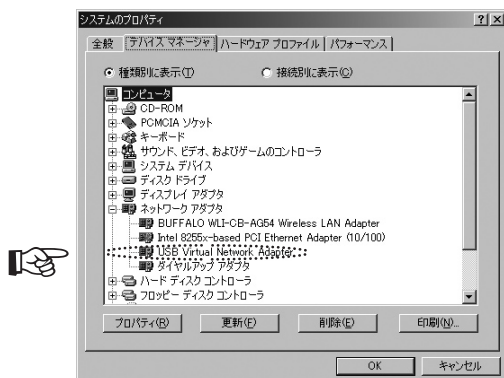 システムのプロパティ
全般 デバイス マネージャ ハードウェア プロファイル パフォーマンス
種類別に表示(T) 接続別に表示(C)
コンピュータ
CD-ROM
PCMCIA ソケット
キーボード
サウンド、ビデオ、およびゲームのコントローラ
システム デバイス
ディスク ドライブ
ディスプレイ アダプタ
ネットワーク アダプタ
BUFFALO WLI-CB-AG54 Wireless LAN Adapter
Intel 8255x-based PCI Ethernet Adapter (10/100)
USB Virtual Network Adapter
ダイヤルアップ アダプタ
ハード ディスク コントローラ
フロッピー ディスク コントローラ
プロパティ(R) 更新(F) 削除(E) 印刷(N)...
OK キャンセル